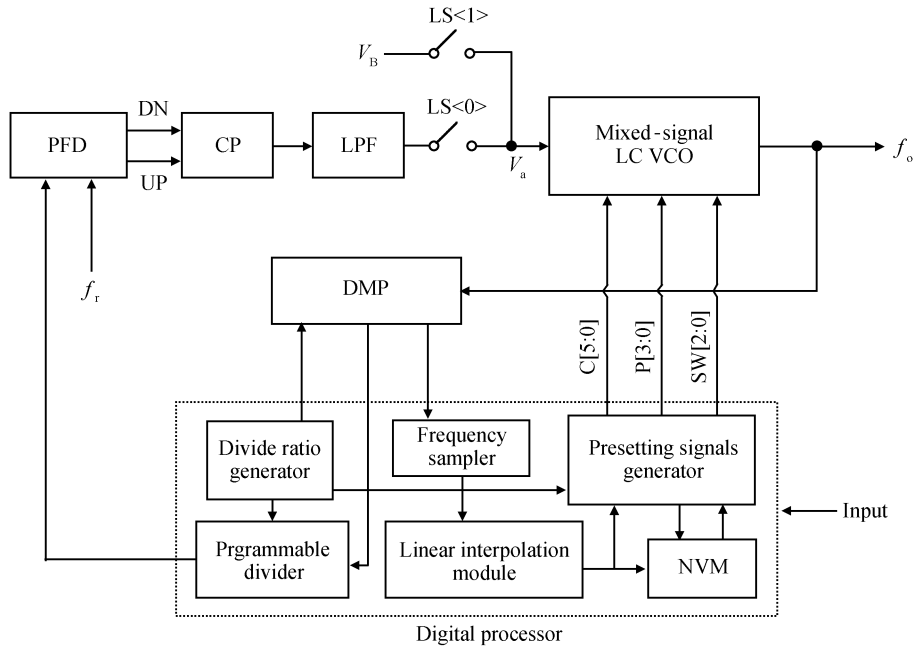 LS<1>
V_B
LS<0>
DN
PFD
CP
LPF
UP
V_a
Mixed-signal
LC VCO
f_o
f_r
DMP
C[5:0]
P[3:0]
SW[2:0]
Divide ratio
generator
Frequency
sampler
Presetting signals
generator
Input
Prgrammable
divider
Linear interpolation
module
NVM
Digital processor